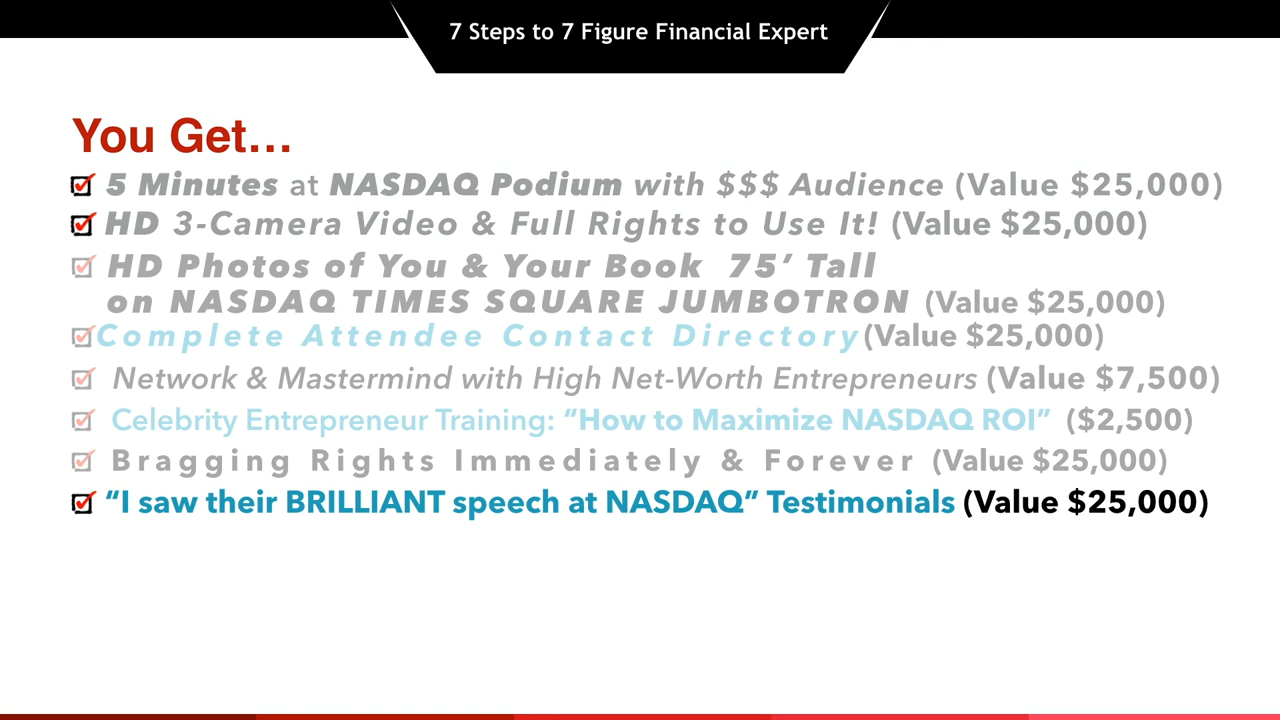 7 Steps to 7 Figure Financial Expert
You Get…
5 Minutes at NASDAQ Podium with $$$ Audience (Value $25,000)
HD 3-Camera Video & Full Rights to Use It! (Value $25,000)
HD Photos of You & Your Book 75’ Tall
on NASDAQ TIMES SQUARE JUMBOTRON (Value $25,000)
Complete Attendee Contact Directory (Value $25,000)
Network & Mastermind with High Net-Worth Entrepreneurs (Value $7,500)
Celebrity Entrepreneur Training: “How to Maximize NASDAQ ROI” ($2,500)
Bragging Rights Immediately & Forever (Value $25,000)
“I saw their BRILLIANT speech at NASDAQ” Testimonials (Value $25,000)